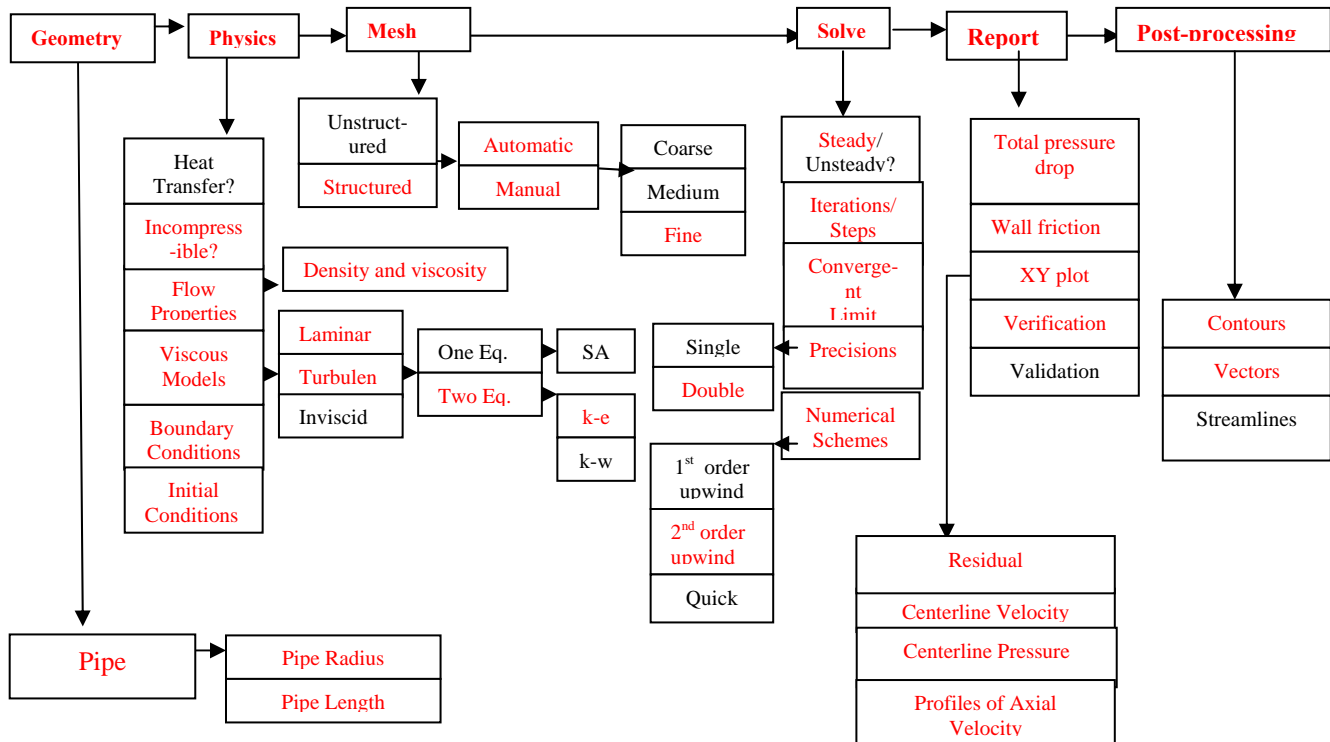 Geometry
Physics
Mesh
Solve
Report
Post-processing
Heat
Transfer?
Incompress
-ible?
Flow
Properties
Viscous
Models
Boundary
Conditions
Initial
Conditions
Density and viscosity
Laminar
Turbulen
Inviscid
One Eq.
Two Eq.
SA
k-e
k-w
Unstruct-
ured
Structured
Automatic
Manual
Coarse
Medium
Fine
Steady/
Unsteady?
Iterations/
Steps
Converge-
nt
Limit
Precisions
Numerical
Schemes
Single
Double
1st order
upwind
2nd order
upwind
Quick
Total pressure
drop
Wall friction
XY plot
Verification
Validation
Residual
Centerline Velocity
Centerline Pressure
Profiles of Axial
Velocity
Contours
Vectors
Streamlines
Pipe
Pipe Radius
Pipe Length